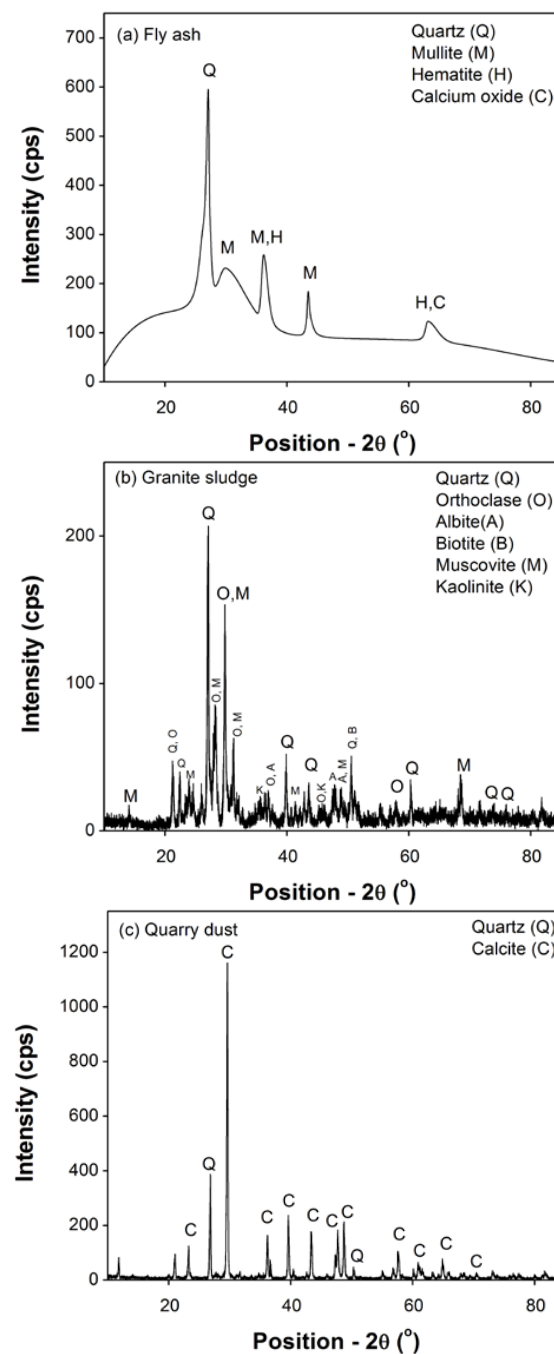 (a) Fly ash
Quartz (Q)
Mullite (M)
Hematite (H)
Calcium oxide (C)
700
600
500
400
300
200
100
0
Intensity (cps)
Q
M
M,H
M
H,C
20
40
60
80
Position - 2θ (°)
(b) Granite sludge
Quartz (Q)
Orthoclase (O)
Albite(A)
Biotite (B)
Muscovite (M)
Kaolinite (K)
200
100
0
Intensity (cps)
M
Q, O
Q
M
Q
O, M
O,M
O, M
K
O, A
Q
M
Q
O,K
A
A, M
Q, B
O
Q
M
Q
Q
20
40
60
80
Position - 2θ (°)
(c) Quarry dust
Quartz (Q)
Calcite (C)
1200
1000
800
600
400
200
0
Intensity (cps)
C
Q
C
C
C
C
C
C
Q
C
C
C
C
20
40
60
80
Position - 2θ (°)